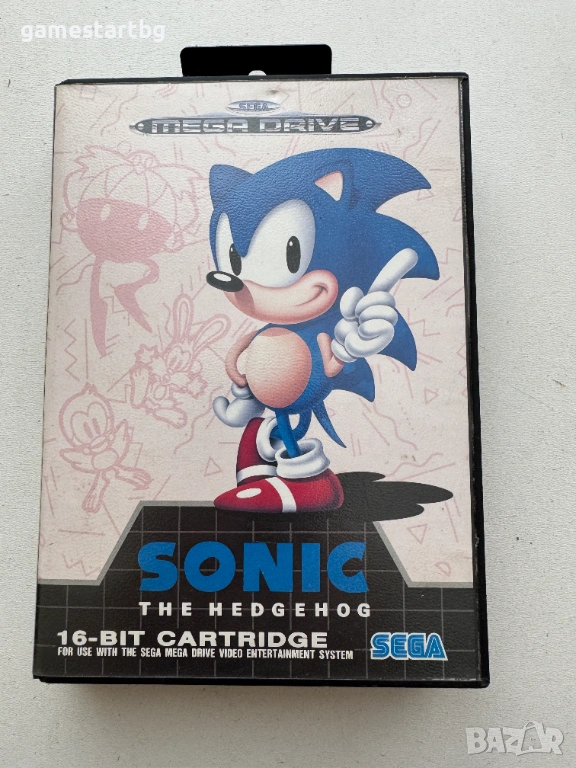 gamestartbg
SEGA
MEGA DRIVE
SONIC
THE HEDGEHOG
16-BIT CARTRIDGE
FOR USE WITH THE SEGA MEGA DRIVE VIDEO ENTERTAINMENT SYSTEM
SEGA
BAZAR